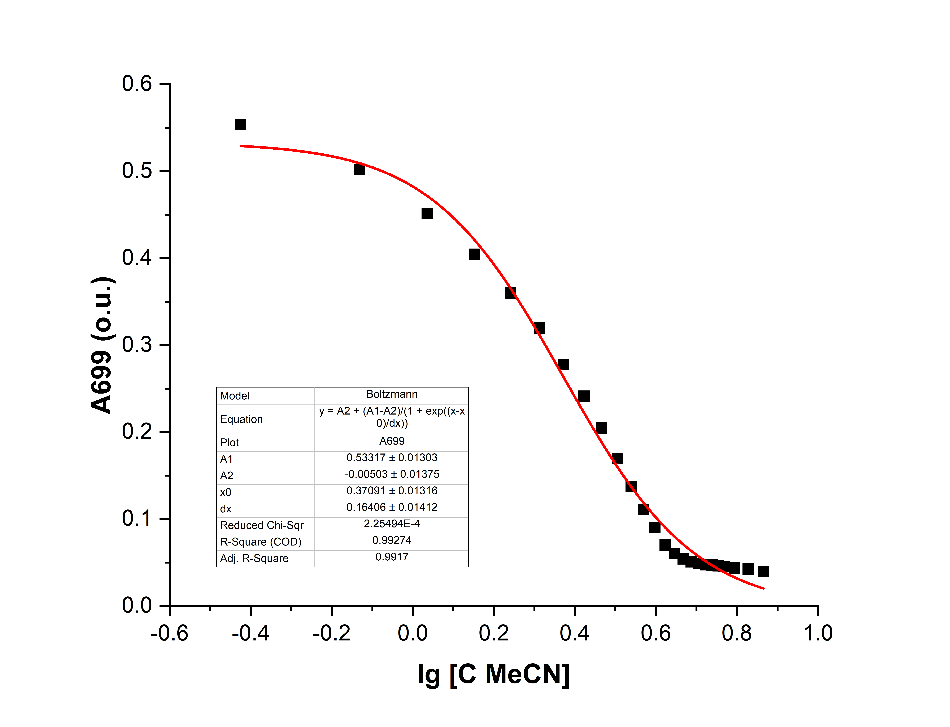 0.6
0.5
0.4
0.3
0.2
0.1
0.0
A699 (o.u.)
Model Boltzmann
Equation y = A2 + (A1-A2)/(1 + exp((x-x
0)/dx))
Plot A699
A1 0.53317 ± 0.01303
A2 -0.00503 ± 0.01375
x0 0.37091 ± 0.01316
dx 0.16406 ± 0.01412
Reduced Chi-Sqr 2.25494E-4
R-Square (COD) 0.99274
Adj. R-Square 0.9917
-0.6 -0.4 -0.2 0.0 0.2 0.4 0.6 0.8 1.0
lg [C MeCN]